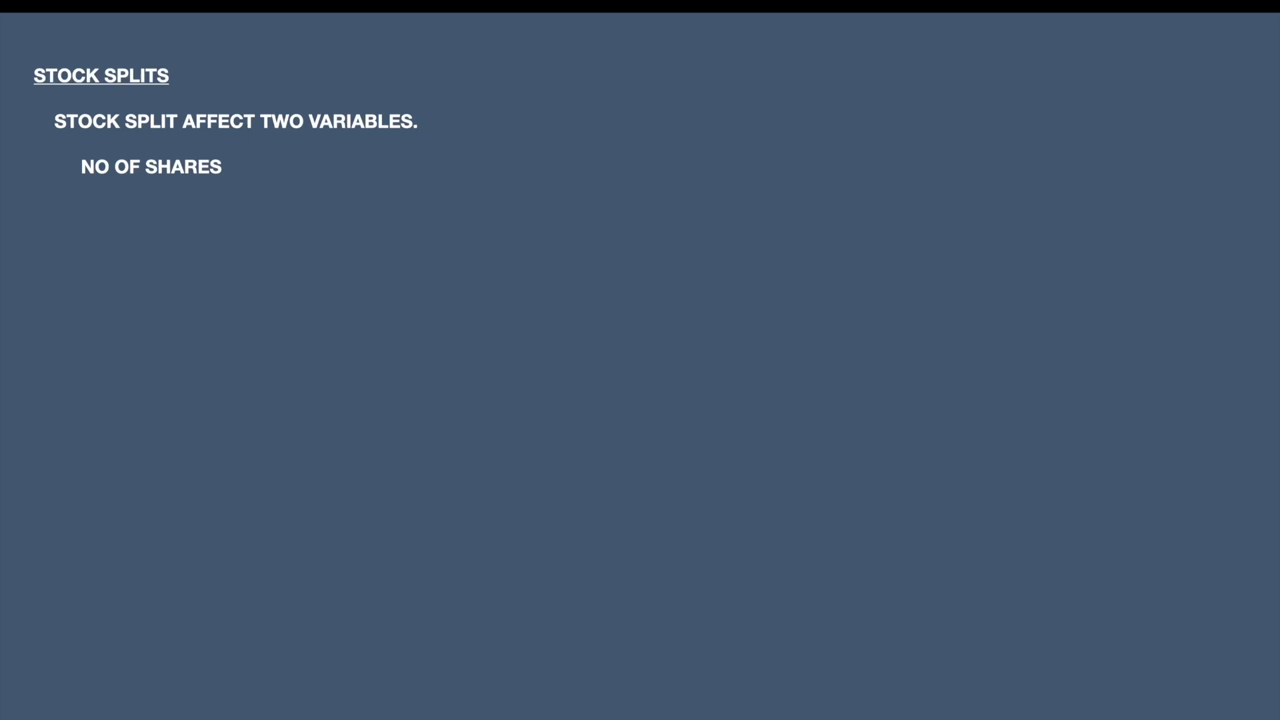 STOCK SPLITS
STOCK SPLIT AFFECT TWO VARIABLES.
NO OF SHARES